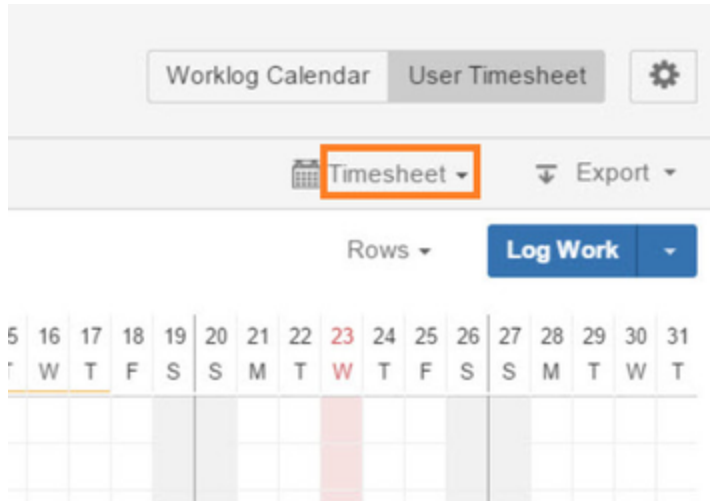 Worklog Calendar User Timesheet
Timesheet Export
Rows Log Work
16 17 18 19 20 21 22 23 24 25 26 27 28 29 30 31
W T F S S M T W T F S S M T W T